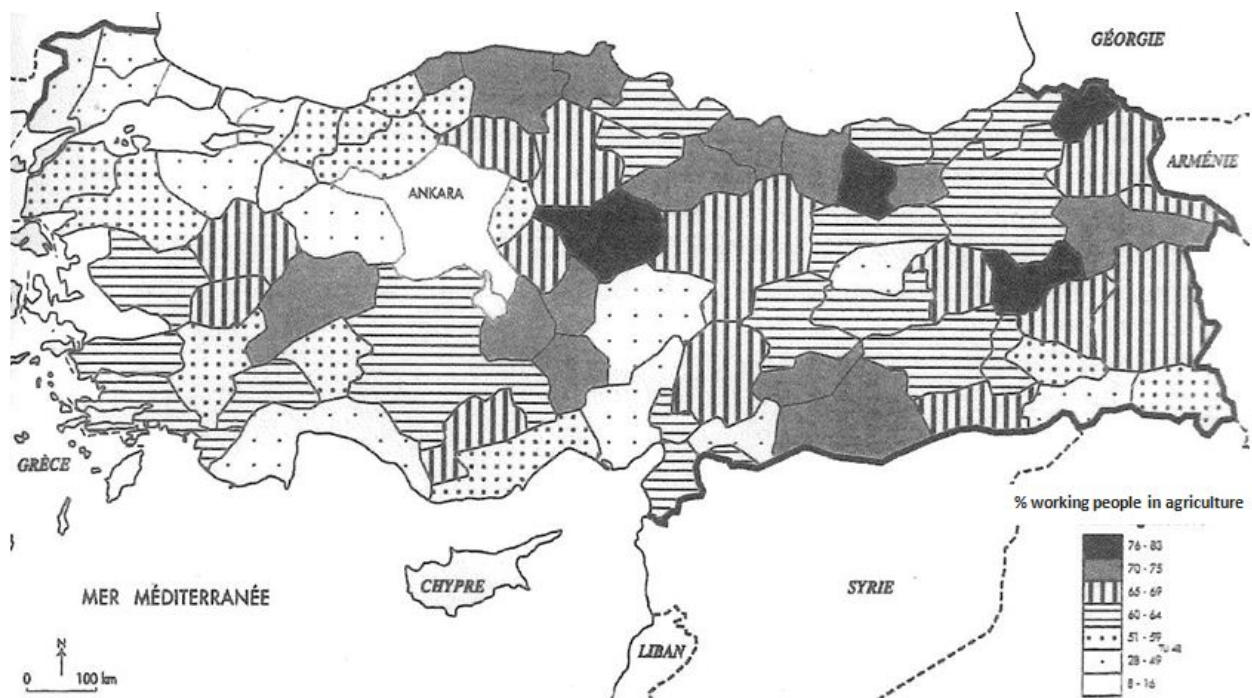 GÉORGIE
ARMÉNIE
ANKARA
GRÈCE
% working people in agriculture
76 - 83
70 - 75
65 - 69
60 - 64
51 - 59
28 - 49
8 - 16
MER MÉDITERRANÉE
CHYPRE
SYRIE
LIBAN
N
0 100 km